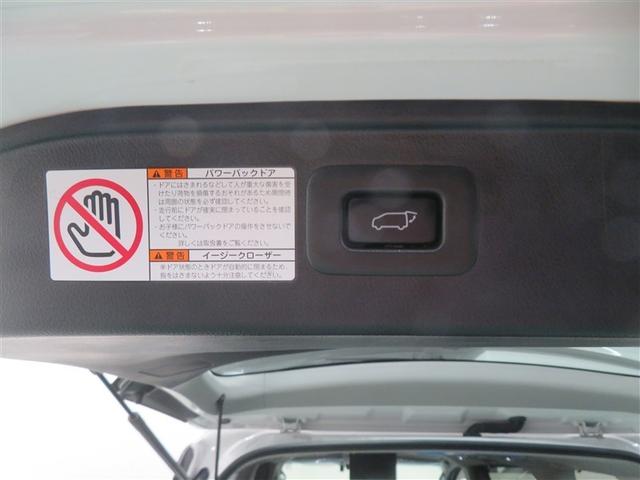 警告 パワーバックドア
・ドアにはさまれるなどして人が重大な傷害を受
けたり荷物を損傷するおそれがあるため開閉時
は周囲の状態を必ず確認してください。
・走行前にドアが確実に閉まっていることを確認
してください。
・お子様にパワーバックドアの操作をさせないで
ください。
詳しくは取扱書をご覧ください。
警告 イージークローザー
半ドア状態のときドアが自動的に閉まるため、
指をはさまないよう十分注意してください。